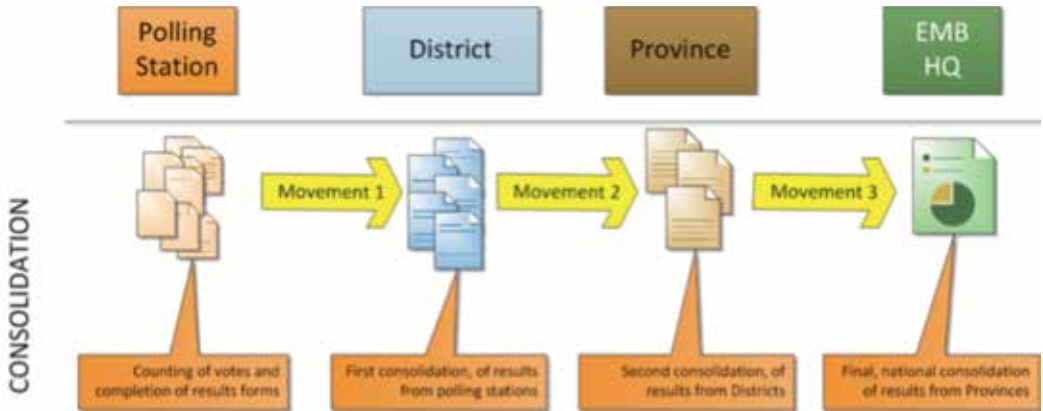 Polling
Station
District
Province
EMB
HQ
CONSOLIDATION
Movement 1
Movement 2
Movement 3
Counting of votes and
completion of results forms
First consolidation, of results
from polling stations
Second consolidation, of
results from Districts
Final, national consolidation
of results from Provinces